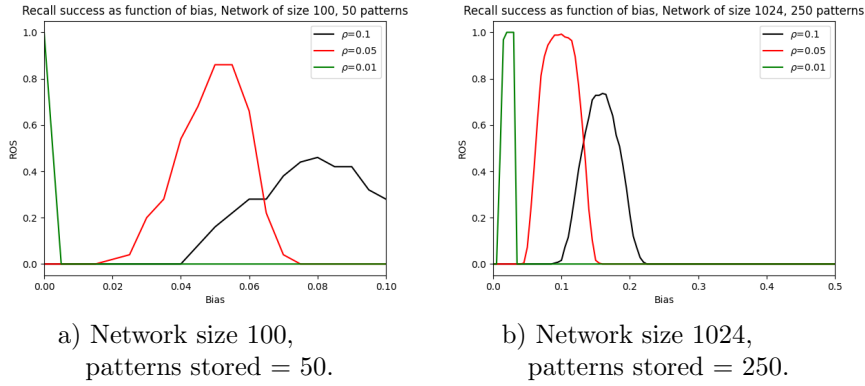 Recall success as function of bias, Network of size 100, 50 patterns
1.0
0.8
0.6
0.4
0.2
0.0
ROS
0.00
0.02
0.04
0.06
0.08
0.10
Bias
ρ=0.1
ρ=0.05
ρ=0.01
a) Network size 100,
patterns stored = 50.
Recall success as function of bias, Network of size 1024, 250 patterns
1.0
0.8
0.6
0.4
0.2
0.0
ROS
0.0
0.1
0.2
0.3
0.4
0.5
Bias
ρ=0.1
ρ=0.05
ρ=0.01
b) Network size 1024,
patterns stored = 250.